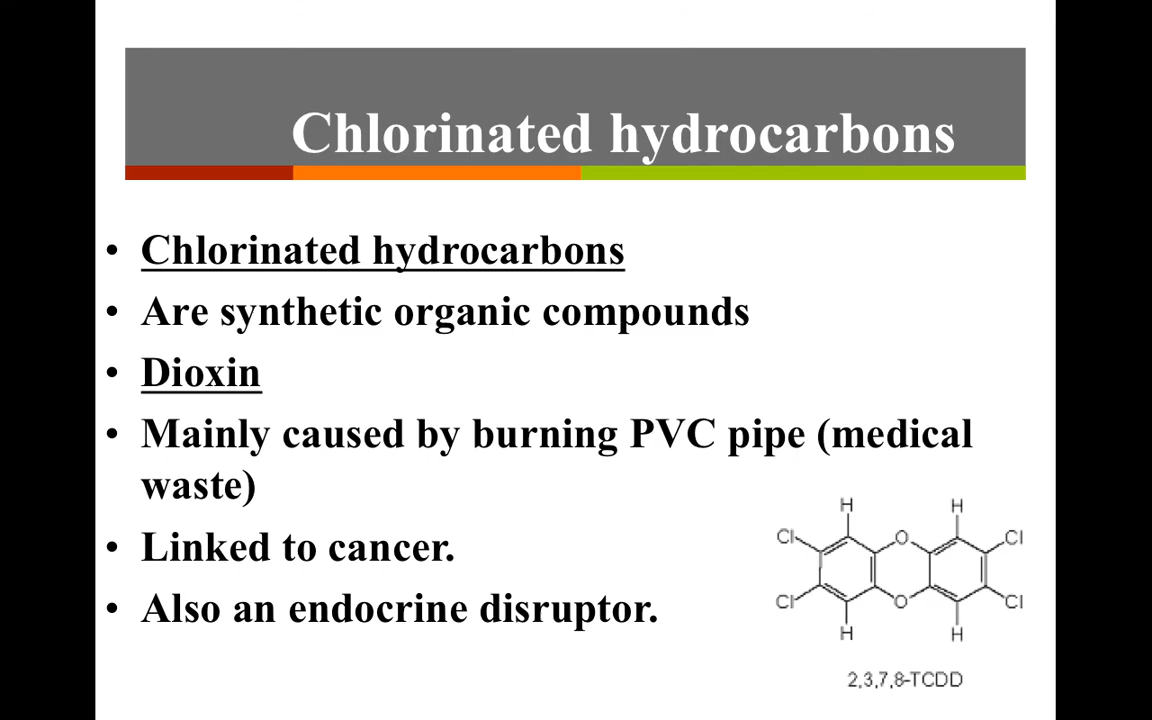 Chlorinated hydrocarbons
• Chlorinated hydrocarbons
• Are synthetic organic compounds
• Dioxin
• Mainly caused by burning PVC pipe (medical
waste)
• Linked to cancer.
• Also an endocrine disruptor.
H H
Cl O Cl
Cl O Cl
H H
2,3,7,8-TCDD